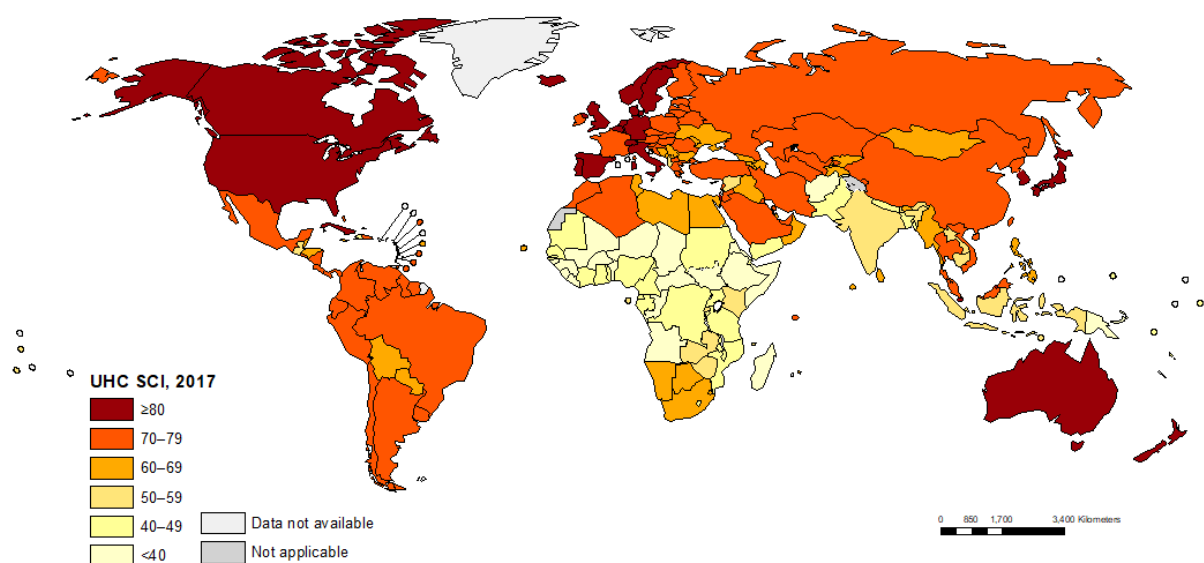 UHC SCI, 2017
≥80
70–79
60–69
50–59
40–49
<40
Data not available
Not applicable
0 850 1,700 3,400 Kilometers